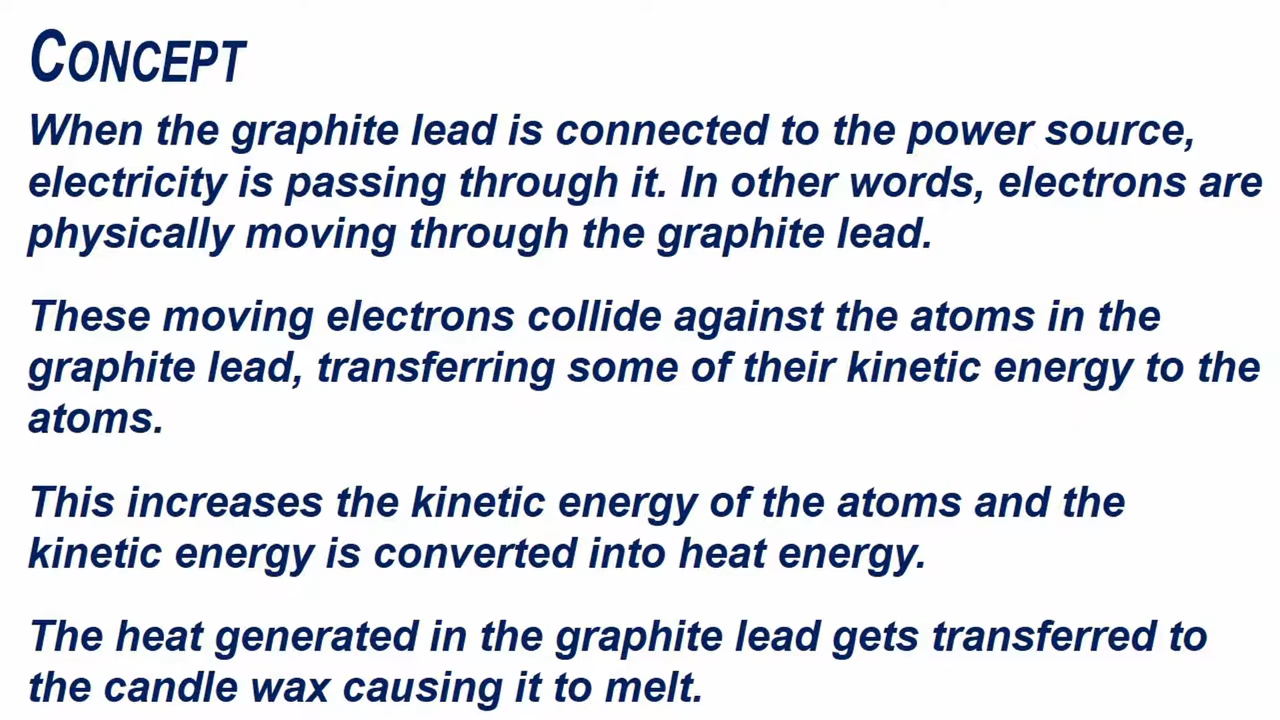 CONCEPT
When the graphite lead is connected to the power source,
electricity is passing through it. In other words, electrons are
physically moving through the graphite lead.
These moving electrons collide against the atoms in the
graphite lead, transferring some of their kinetic energy to the
atoms.
This increases the kinetic energy of the atoms and the
kinetic energy is converted into heat energy.
The heat generated in the graphite lead gets transferred to
the candle wax causing it to melt.